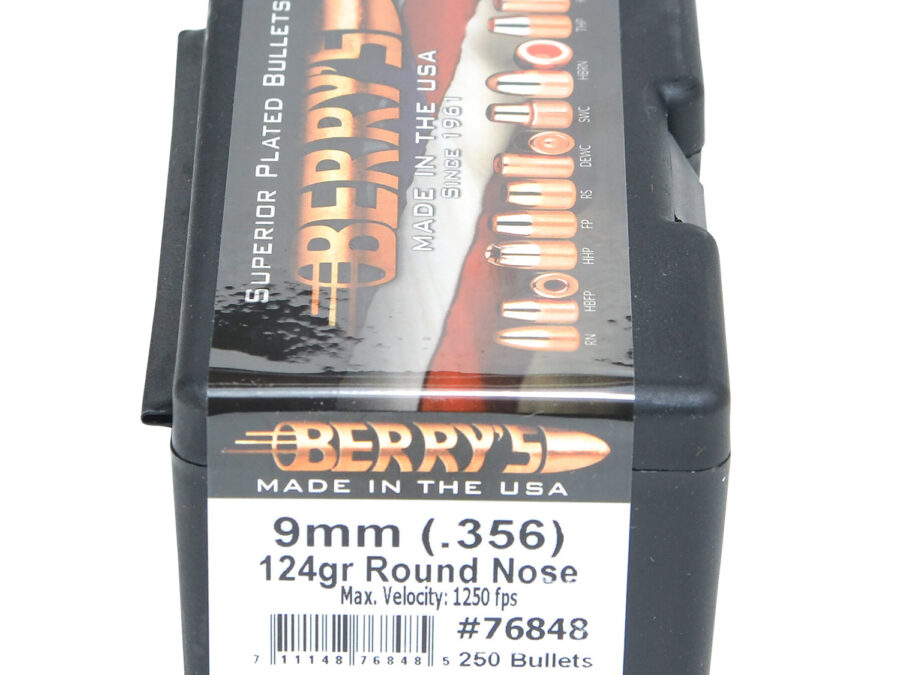 SUPERIOR PLATED BULLETS
BERRY'S
MADE IN THE USA
SINCE 1961
THP
HBRN
SWC
DEWC
RS
FP
HHP
HBFP
RN
BERRY'S
MADE IN THE USA
9mm (.356)
124gr Round Nose
Max. Velocity: 1250 fps
#76848
7 11148 76848 5
250 Bullets